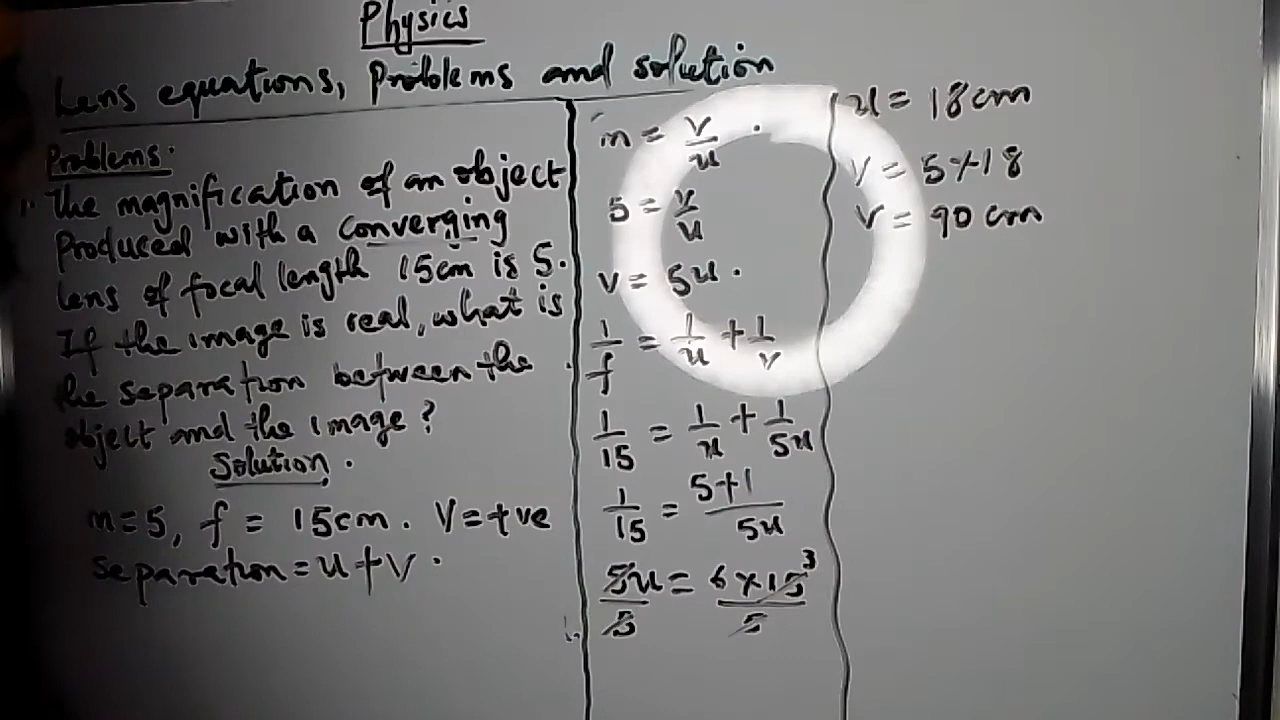 Physics
Lens equations, Problems and solution
Problems:
1. The magnification of an object
Produced with a converging
lens of focal length 15cm is 5.
If the image is real, what is
the separation between the
object and the image?
Solution.
m=5, f = 15cm. V=+ve
separation = u+v.
m = v/u
5 = v/u
v = 5u.
1/f = 1/u + 1/v
1/15 = 1/u + 1/5u
1/15 = 5+1/5u
5u/5 = 6×15/5 3
u = 18cm
v = 5×18
v = 90 cm